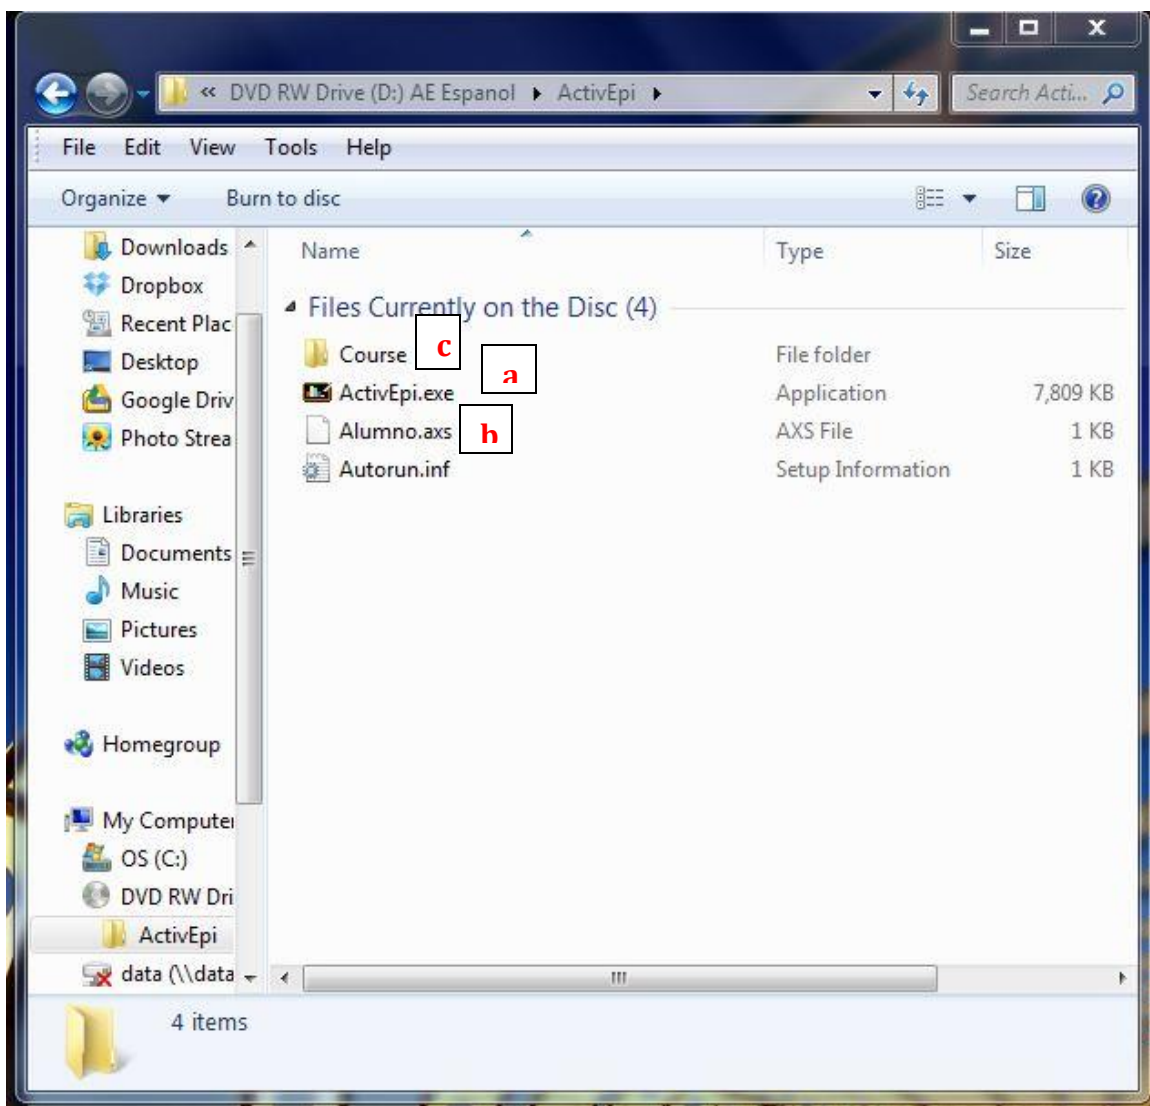 « DVD RW Drive (D:) AE Espanol ▸ ActivEpi ▸ Search Acti...
File Edit View Tools Help
Organize Burn to disc
Downloads
Dropbox
Recent Plac
Desktop
Google Driv
Photo Strea
Libraries
Documents
Music
Pictures
Videos
Homegroup
My Computer
OS (C:)
DVD RW Dri
ActivEpi
data (\\data
Name Type Size
Files Currently on the Disc (4)
Course c File folder
a
ActivEpi.exe Application 7,809 KB
Alumno.axs b AXS File 1 KB
Autorun.inf Setup Information 1 KB
4 items